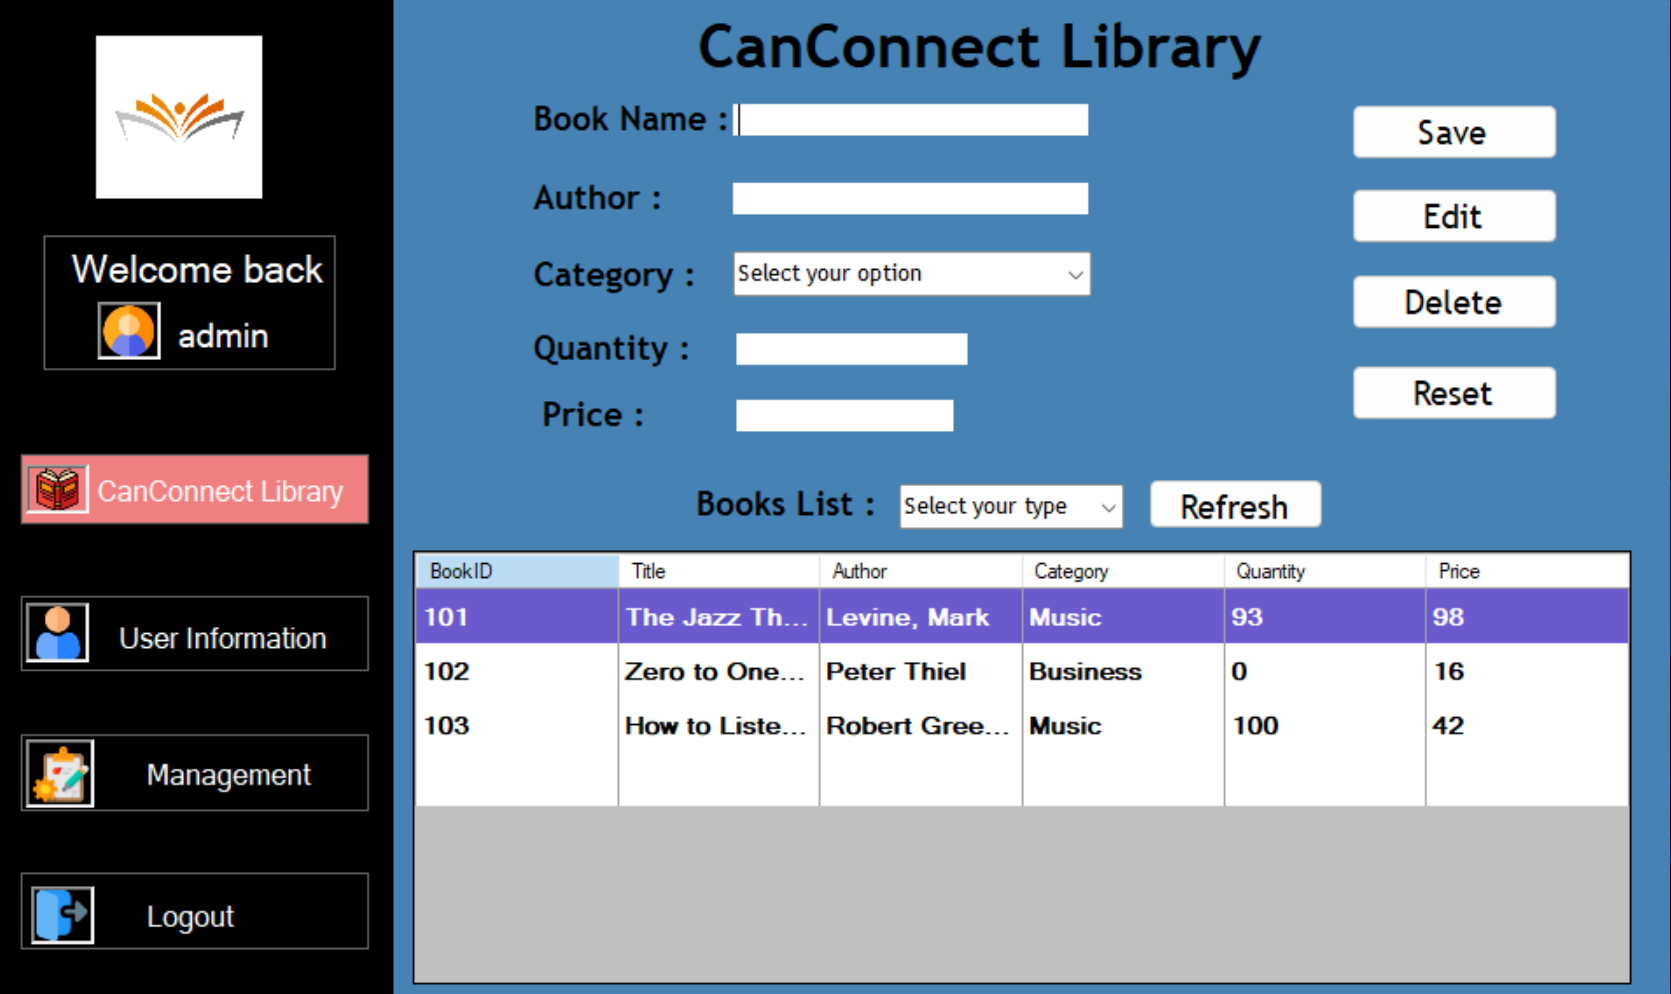 CanConnect Library
Welcome back
admin
CanConnect Library
User Information
Management
Logout
Book Name :
Author :
Category : Select your option
Quantity :
Price :
Save
Edit
Delete
Reset
Books List : Select your type Refresh
BookID Title Author Category Quantity Price
101 The Jazz Th... Levine, Mark Music 93 98
102 Zero to One... Peter Thiel Business 0 16
103 How to Liste... Robert Gree... Music 100 42